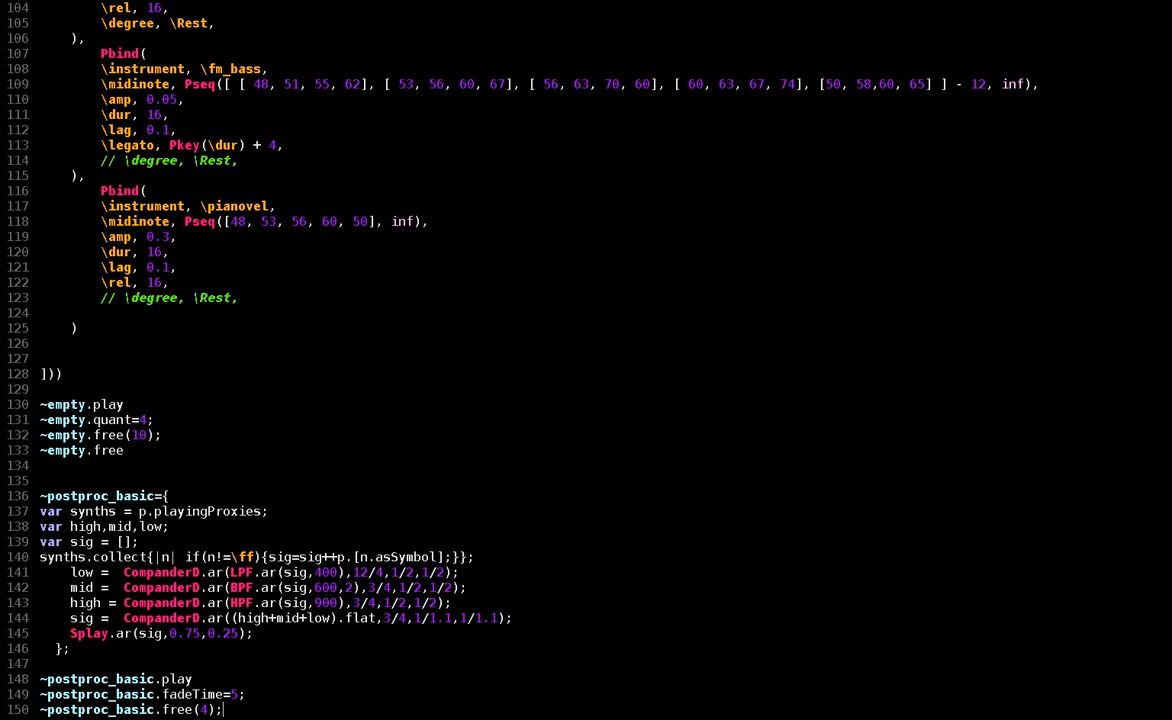 104 \rel, 16,
105 \degree, \Rest,
106 ),
107 Pbind(
108 \instrument, \fm_bass,
109 \midinote, Pseq([ [ 48, 51, 55, 62], [ 53, 56, 60, 67], [ 56, 63, 70, 60], [ 60, 63, 67, 74], [50, 58,60, 65] ] - 12, inf),
110 \amp, 0.05,
111 \dur, 16,
112 \lag, 0.1,
113 \legato, Pkey(\dur) + 4,
114 // \degree, \Rest,
115 ),
116 Pbind(
117 \instrument, \pianovel,
118 \midinote, Pseq([48, 53, 56, 60, 50], inf),
119 \amp, 0.3,
120 \dur, 16,
121 \lag, 0.1,
122 \rel, 16,
123 // \degree, \Rest,
124
125 )
126
127
128 ]))
129
130 ~empty.play
131 ~empty.quant=4;
132 ~empty.free(10);
133 ~empty.free
134
135
136 ~postproc_basic={
137 var synths = p.playingProxies;
138 var high,mid,low;
139 var sig = [];
140 synths.collect{|n| if(n!=\ff){sig=sig++p.[n.asSymbol];}};
141 low = CompanderD.ar(LPF.ar(sig,400),12/4,1/2,1/2);
142 mid = CompanderD.ar(BPF.ar(sig,600,2),3/4,1/2,1/2);
143 high = CompanderD.ar(HPF.ar(sig,900),3/4,1/2,1/2);
144 sig = CompanderD.ar((high+mid+low).flat,3/4,1/1.1,1/1.1);
145 Splay.ar(sig,0.75,0.25);
146 };
147
148 ~postproc_basic.play
149 ~postproc_basic.fadeTime=5;
150 ~postproc_basic.free(4);